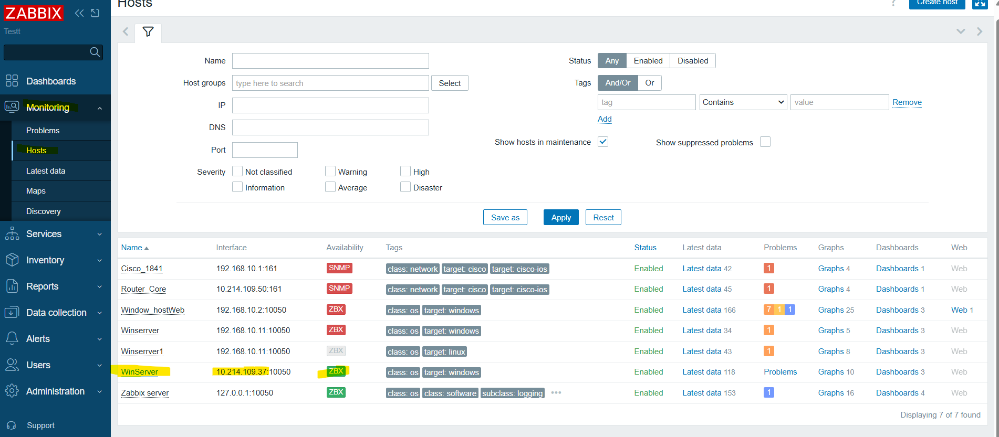 Hosts
? Create host
ZABBIX
Testt
Dashboards
Monitoring
Problems
Hosts
Latest data
Maps
Discovery
Services
Inventory
Reports
Data collection
Alerts
Users
Administration
Support
Name
Host groups type here to search Select
IP
DNS
Port
Severity Not classified Warning High
Information Average Disaster
Status Any Enabled Disabled
Tags And/Or Or
tag Contains value Remove
Add
Show hosts in maintenance Show suppressed problems
Save as Apply Reset
Name Interface Availability Tags Status Latest data Problems Graphs Dashboards Web
Cisco_1841 192.168.10.1:161 SNMP class: network target: cisco target: cisco-ios Enabled Latest data 42 1 Graphs 4 Dashboards 1 Web
Router_Core 10.214.109.50:161 SNMP class: network target: cisco target: cisco-ios Enabled Latest data 45 1 Graphs 4 Dashboards 1 Web
Window_hostWeb 192.168.10.2:10050 ZBX class: os target: windows Enabled Latest data 166 7 1 1 Graphs 25 Dashboards 3 Web 1
Winserrver 192.168.10.11:10050 ZBX class: os target: windows Enabled Latest data 34 1 Graphs 5 Dashboards 3 Web
Winserrver1 192.168.10.11:10050 ZBX class: os target: linux Enabled Latest data 43 1 Graphs 8 Dashboards 3 Web
WinServer 10.214.109.37:10050 ZBX class: os target: windows Enabled Latest data 118 Problems Graphs 10 Dashboards 3 Web
Zabbix server 127.0.0.1:10050 ZBX class: os class: software subclass: logging ••• Enabled Latest data 153 1 Graphs 16 Dashboards 4 Web
Displaying 7 of 7 found